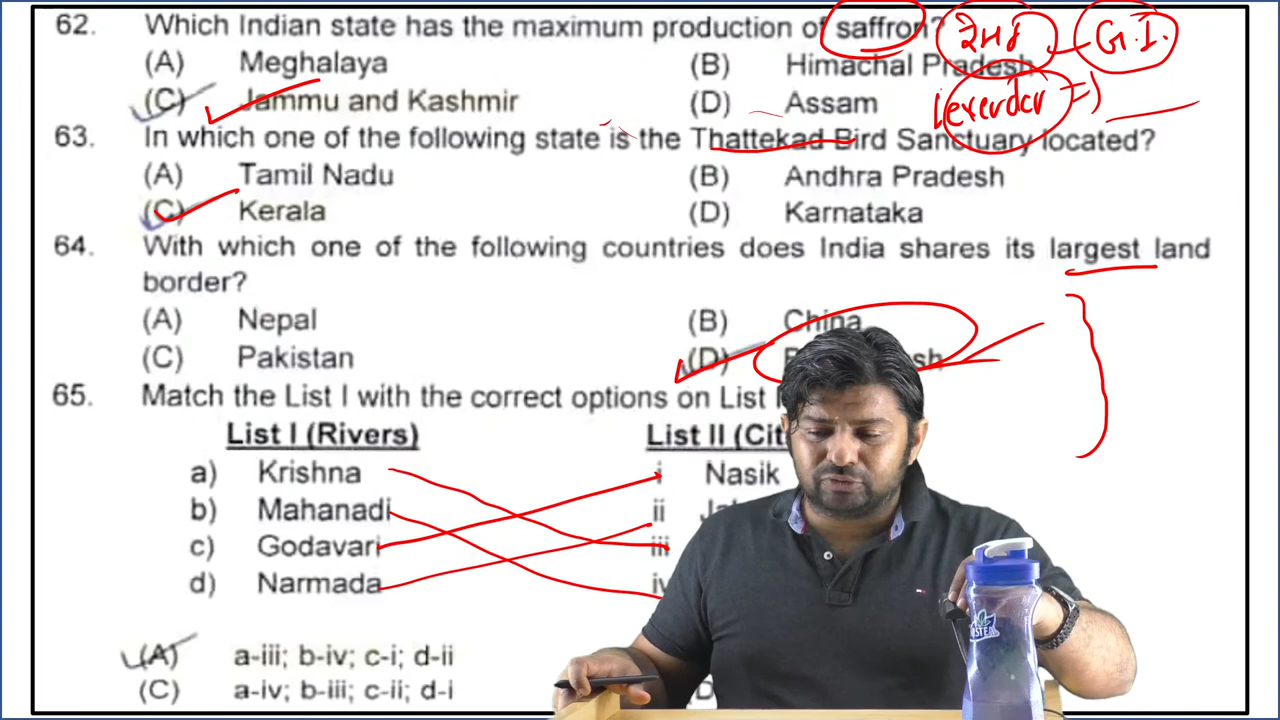 62. Which Indian state has the maximum production of saffron?
(A) Meghalaya (B) Himachal Pradesh
(C) Jammu and Kashmir (D) Assam
G.I.
63. In which one of the following state is the Thattekad Bird Sanctuary located?
(A) Tamil Nadu (B) Andhra Pradesh
(C) Kerala (D) Karnataka
64. With which one of the following countries does India shares its largest land
border?
(A) Nepal (B) China
(C) Pakistan (D)
65. Match the List I with the correct options on List
List I (Rivers) List II
a) Krishna i Nasik
b) Mahanadi ii
c) Godavari iii
d) Narmada
(A) a-iii; b-iv; c-i; d-ii
(C) a-iv; b-iii; c-ii; d-i